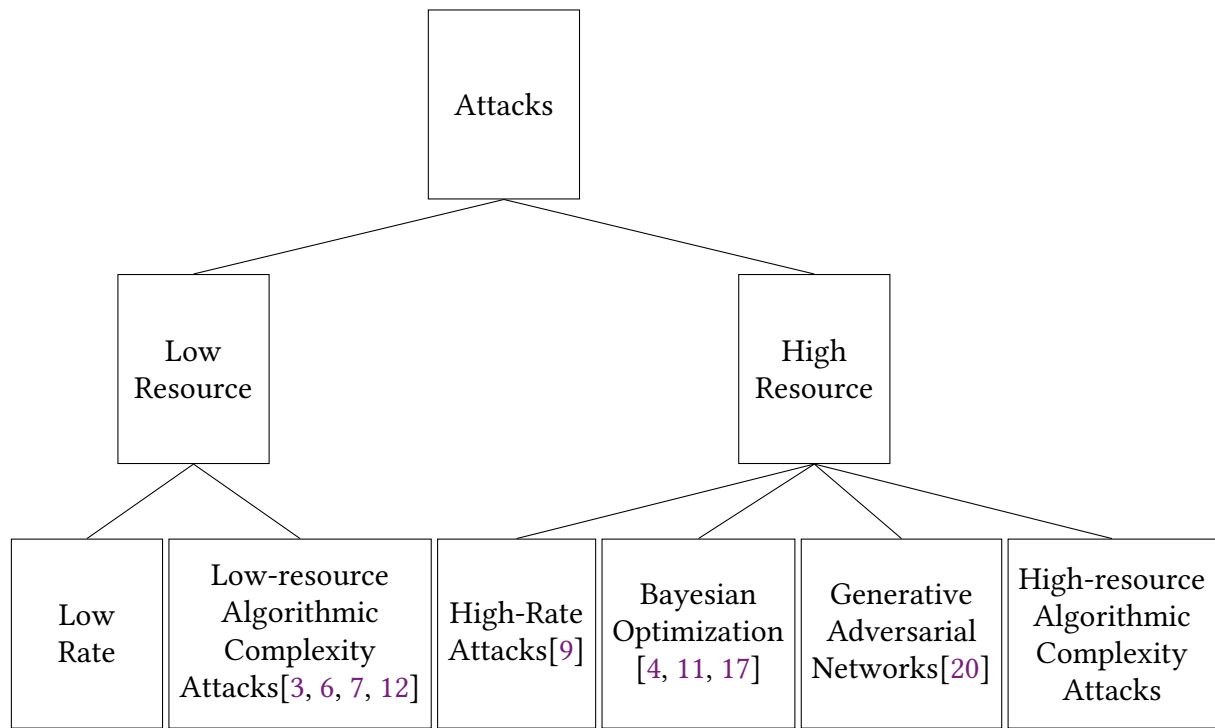 Attacks
Low
Resource
High
Resource
Low
Rate
Low-resource
Algorithmic
Complexity
Attacks[3, 6, 7, 12]
High-Rate
Attacks[9]
Bayesian
Optimization
[4, 11, 17]
Generative
Adversarial
Networks[20]
High-resource
Algorithmic
Complexity
Attacks